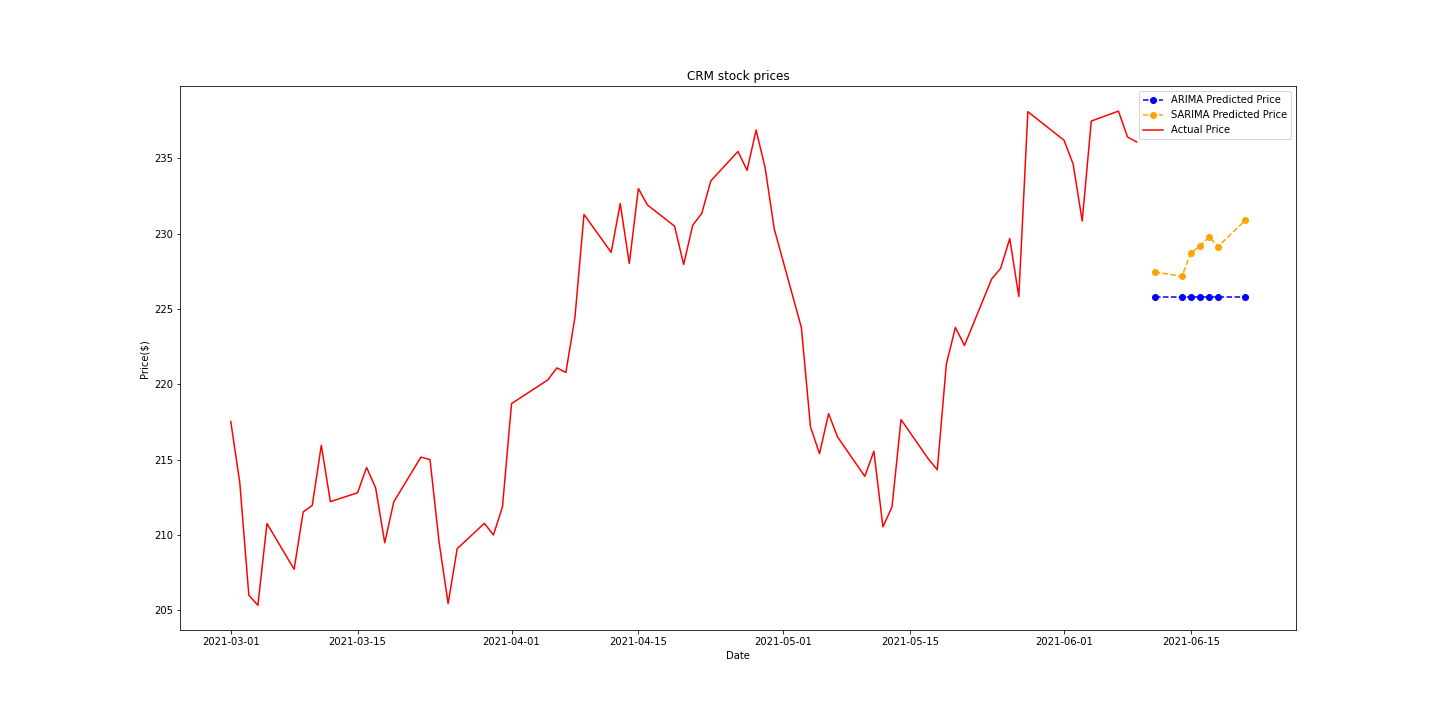 CRM stock prices
ARIMA Predicted Price
SARIMA Predicted Price
Actual Price
Price($)
235
230
225
220
215
210
205
2021-03-01
2021-03-15
2021-04-01
2021-04-15
2021-05-01
2021-05-15
2021-06-01
2021-06-15
Date